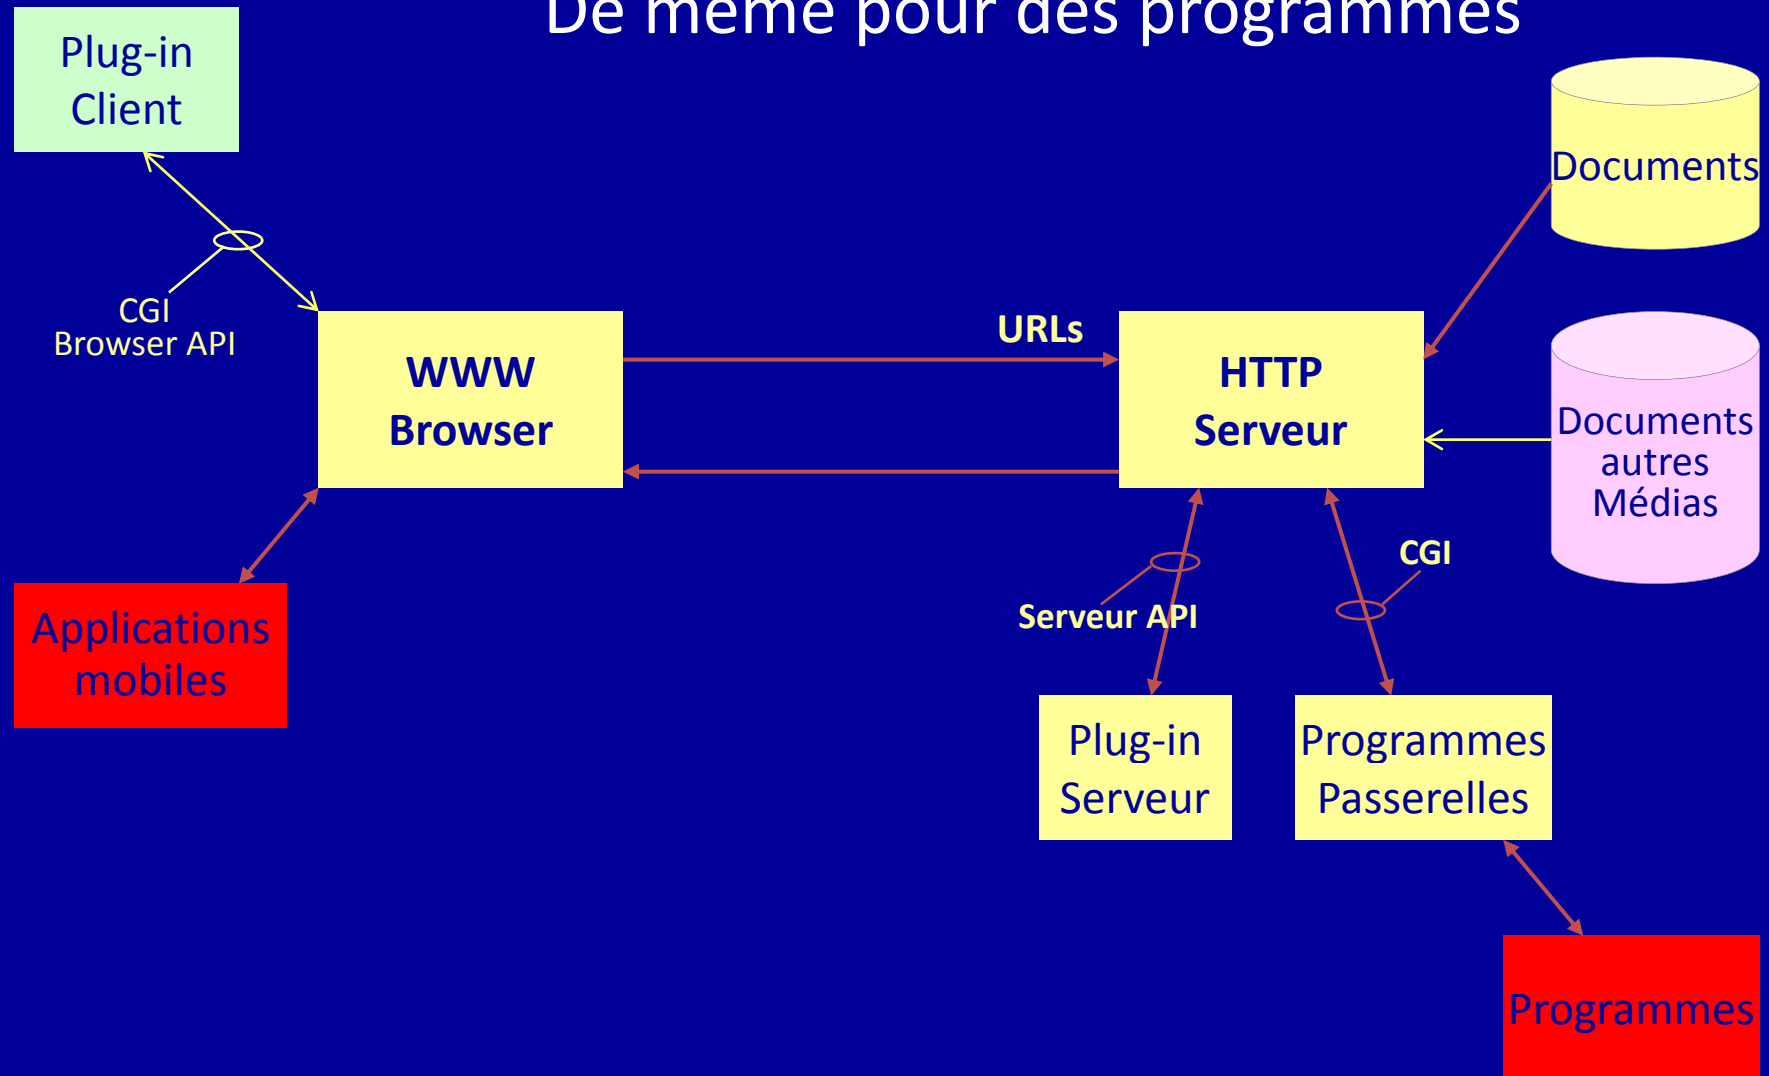 De même pour des programmes
Plug-in
Client
Documents
CGI
Browser API
URLs
WWW
Browser
HTTP
Serveur
Documents
autres
Médias
CGI
Serveur API
Applications
mobiles
Plug-in
Serveur
Programmes
Passerelles
Programmes